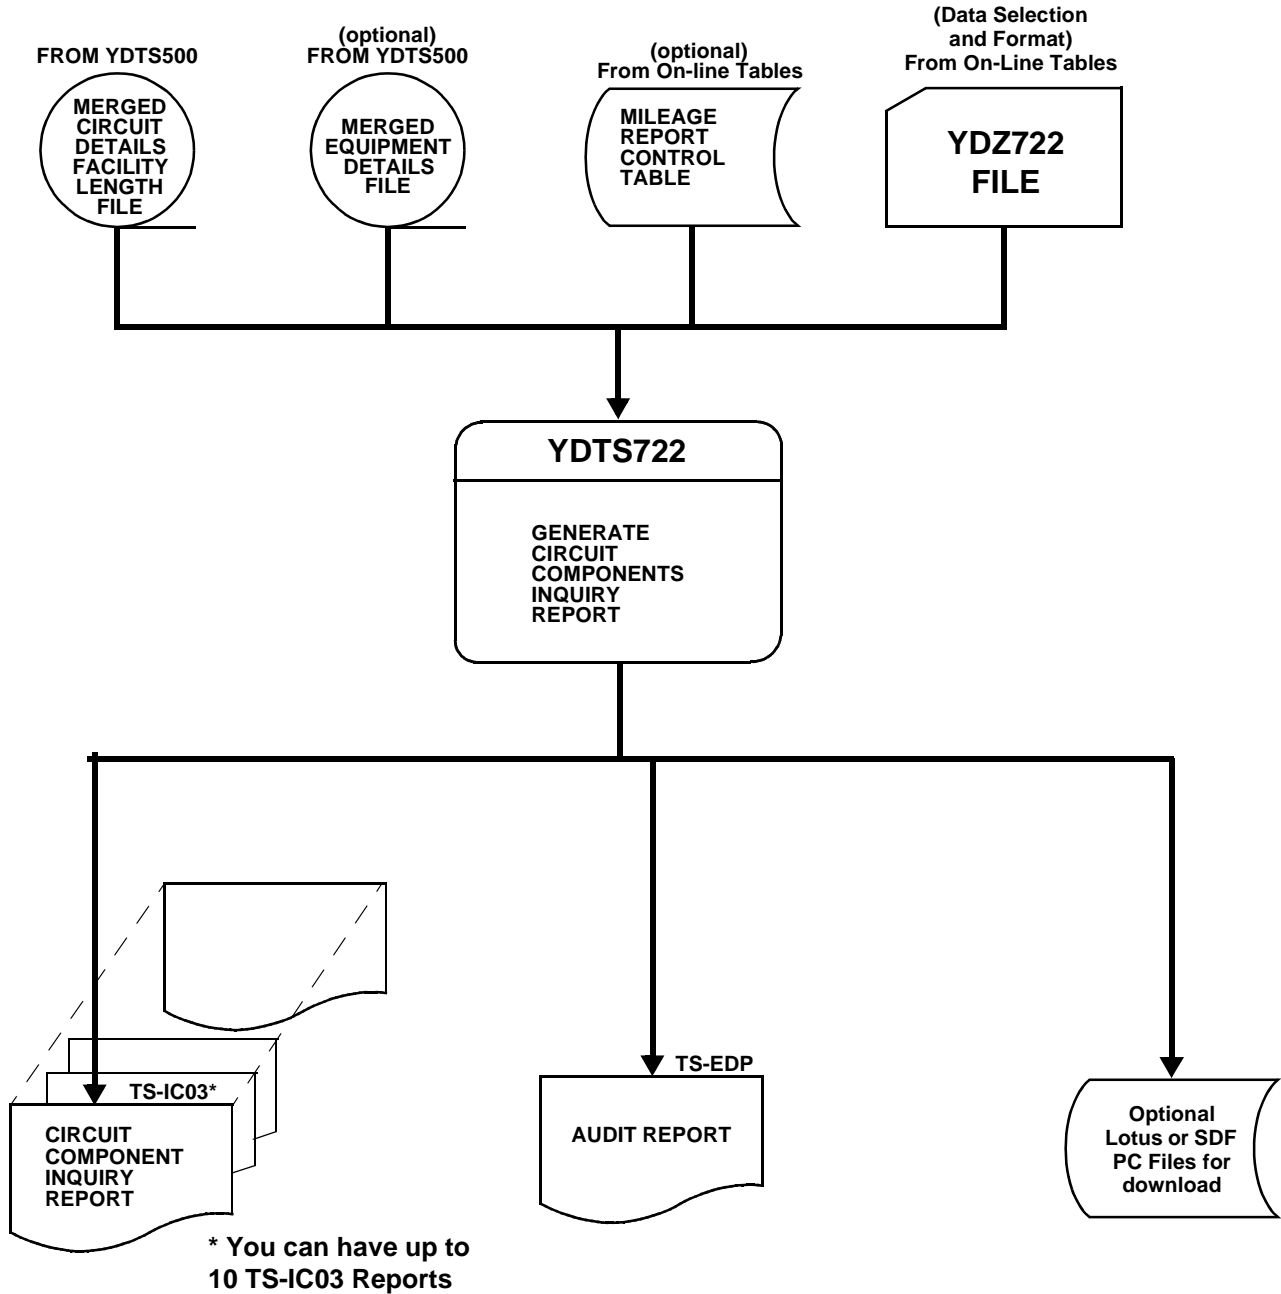 FROM YDTS500
MERGED
CIRCUIT
DETAILS
FACILITY
LENGTH
FILE
(optional)
FROM YDTS500
MERGED
EQUIPMENT
DETAILS
FILE
(optional)
From On-line Tables
MILEAGE
REPORT
CONTROL
TABLE
(Data Selection
and Format)
From On-Line Tables
YDZ722
FILE
YDTS722
GENERATE
CIRCUIT
COMPONENTS
INQUIRY
REPORT
TS-IC03*
CIRCUIT
COMPONENT
INQUIRY
REPORT
* You can have up to
10 TS-IC03 Reports
TS-EDP
AUDIT REPORT
Optional
Lotus or SDF
PC Files for
download